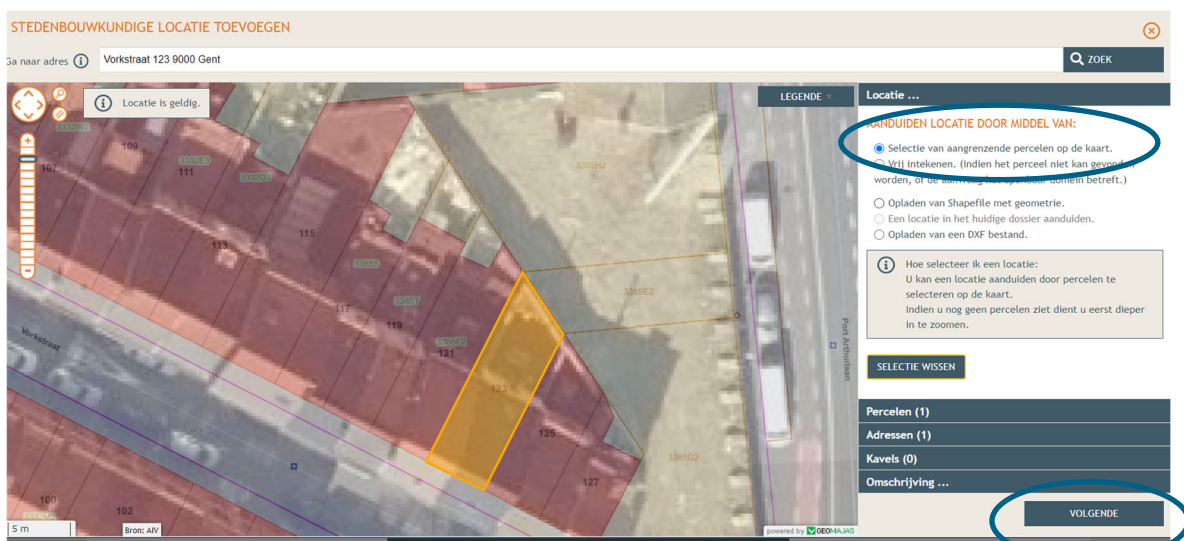 STEDENBOUWKUNDIGE LOCATIE TOEVOEGEN
Ga naar adres
Vorkstraat 123 9000 Gent
ZOEK
Locatie is geldig.
LEGENDE
Locatie ...
AANDUIDEN LOCATIE DOOR MIDDEL VAN:
Selectie van aangrenzende percelen op de kaart.
Vrij intekenen. (Indien het perceel niet kan gevonden
worden, of de aanvraag het openbaar domein betreft.)
Opladen van Shapefile met geometrie.
Een locatie in het huidige dossier aanduiden.
Opladen van een DXF bestand.
Hoe selecteer ik een locatie:
U kan een locatie aanduiden door percelen te
selecteren op de kaart.
Indien u nog geen percelen ziet dient u eerst dieper
in te zoomen.
SELECTIE WISSEN
Percelen (1)
Adressen (1)
Kavels (0)
Omschrijving ...
VOLGENDE
107
109
111
113
115
117
119
121
123
125
127
100
102
3385H2
3385E2
3385G2
Vorkstraat
Port Arthurlaan
5 m
Bron: AIV
powered by GEOMAJAS